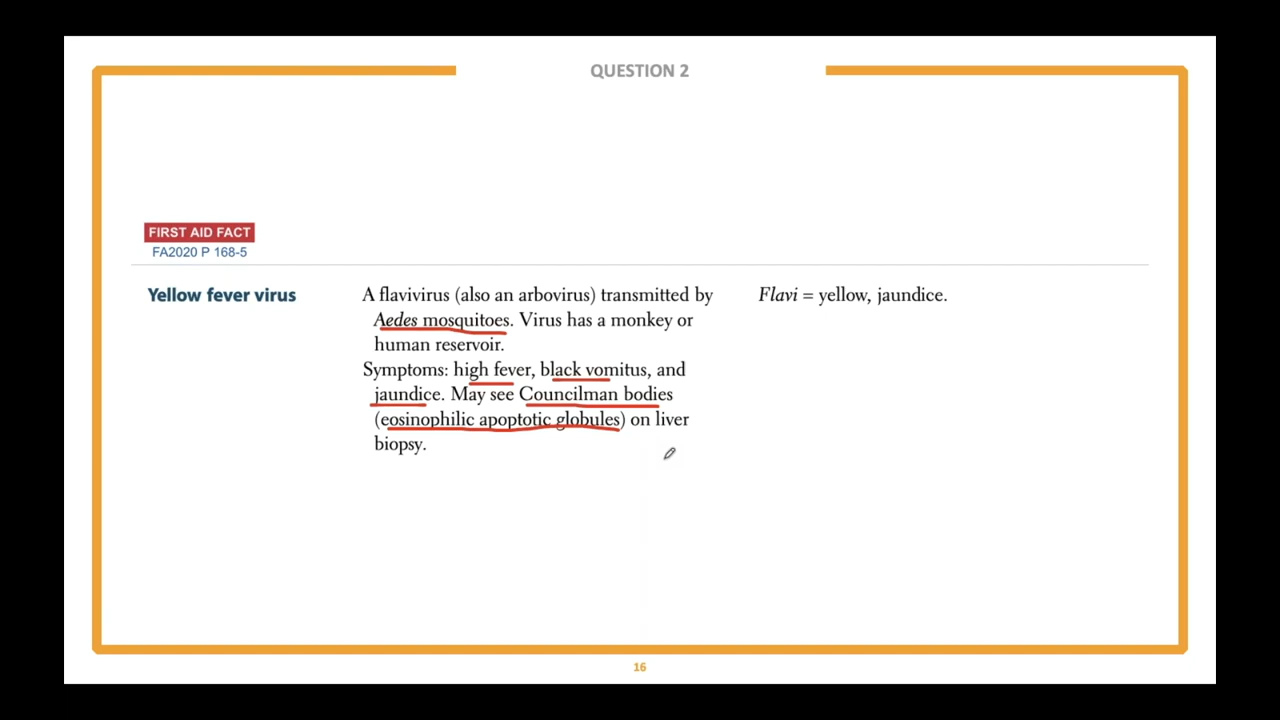 QUESTION 2
FIRST AID FACT
FA2020 P 168-5
Yellow fever virus
A flavivirus (also an arbovirus) transmitted by
Aedes mosquitoes. Virus has a monkey or
human reservoir.
Symptoms: high fever, black vomitus, and
jaundice. May see Councilman bodies
(eosinophilic apoptotic globules) on liver
biopsy.
Flavi = yellow, jaundice.
16